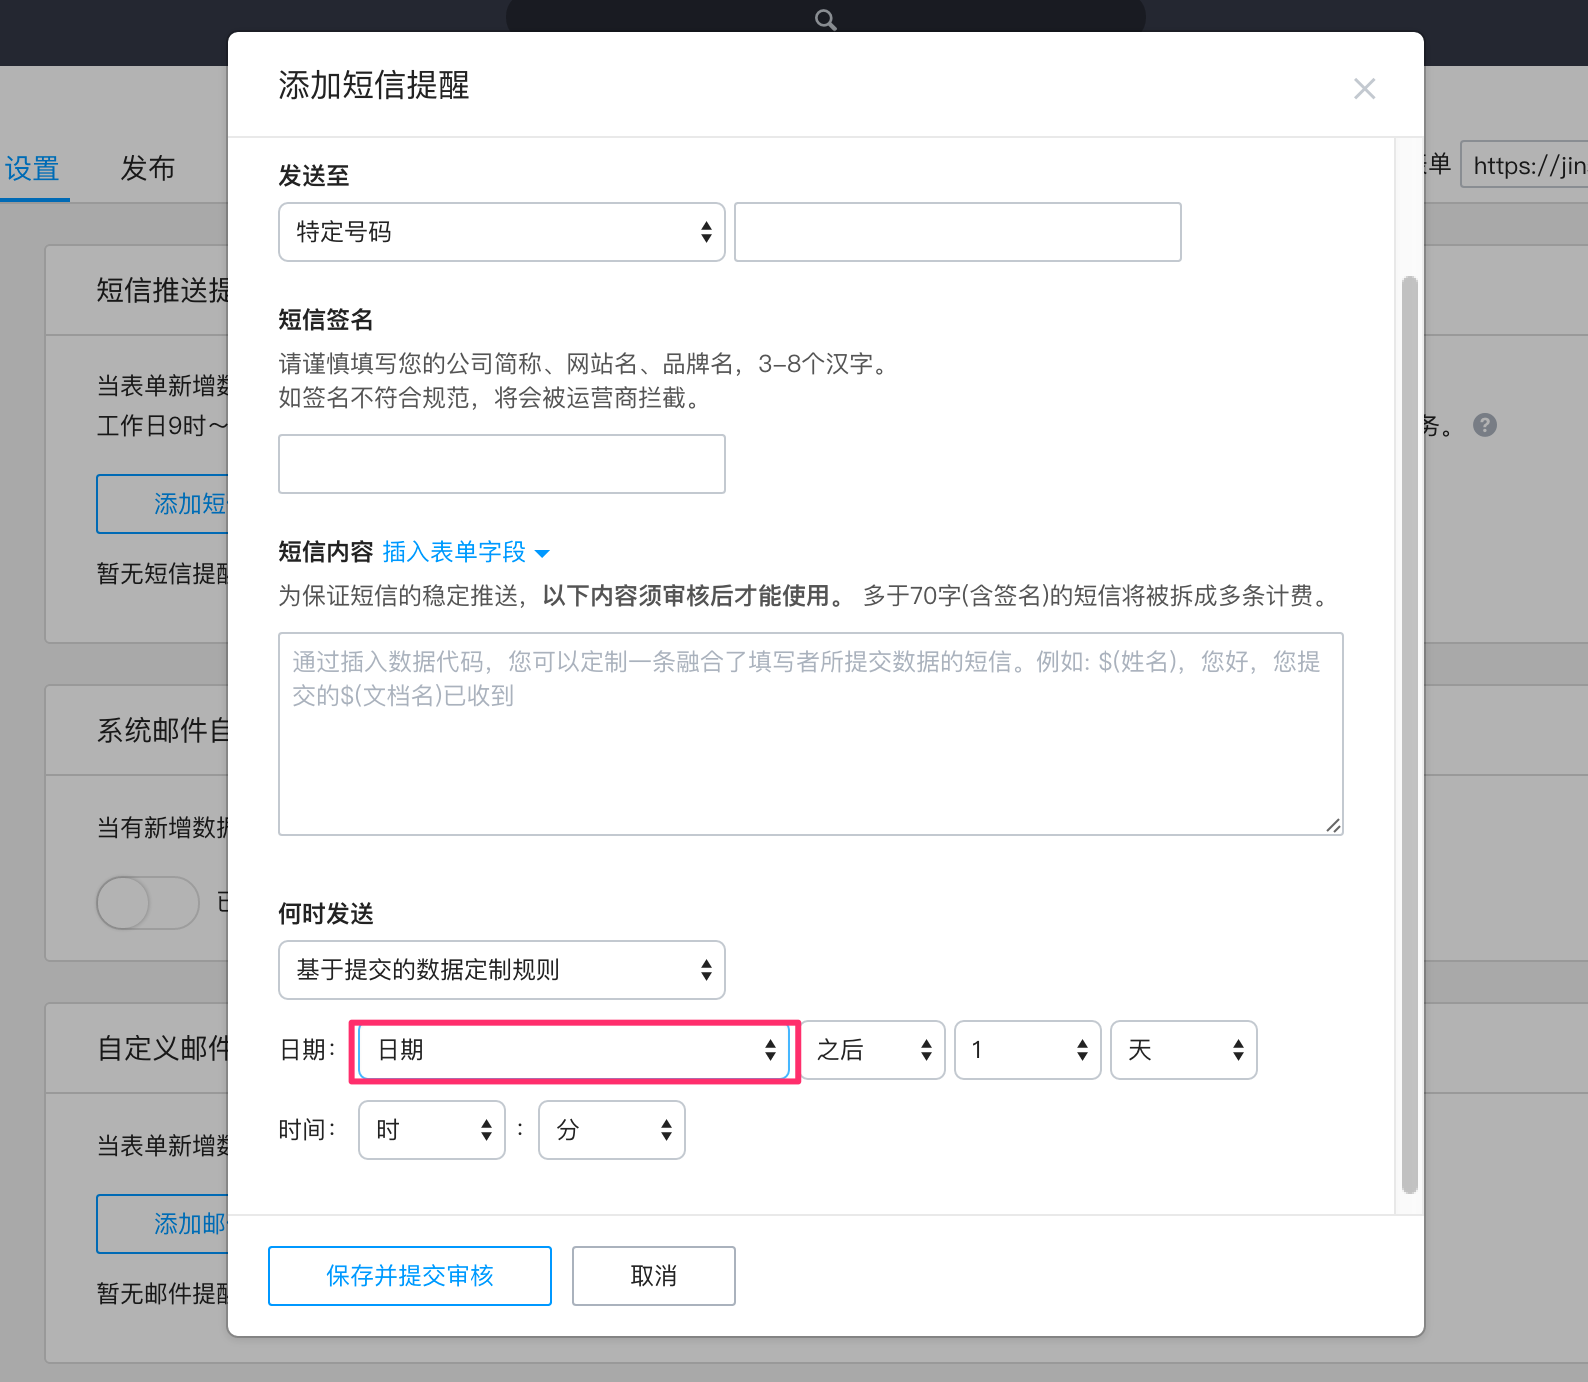 添加短信提醒
设置
发布
单
https://jin
发送至
特定号码
短信推送提
短信签名
请谨慎填写您的公司简称、网站名、品牌名，3-8个汉字。
如签名不符合规范，将会被运营商拦截。
当表单新增数
工作日9时～
务。
添加短
短信内容 插入表单字段
暂无短信提醒
为保证短信的稳定推送，以下内容须审核后才能使用。 多于70字(含签名)的短信将被拆成多条计费。
通过插入数据代码，您可以定制一条融合了填写者所提交数据的短信。例如: $(姓名)，您好，您提
交的$(文档名)已收到
系统邮件自
当有新增数据
已
何时发送
基于提交的数据定制规则
自定义邮件
日期： 日期 之后 1 天
时间： 时 : 分
当表单新增数
添加邮
暂无邮件提醒
保存并提交审核
取消